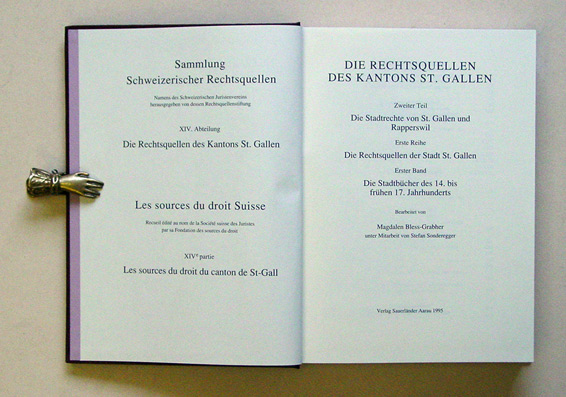 Sammlung
Schweizerischer Rechtsquellen
Namens des Schweizerischen Juristenvereins
herausgegeben von dessen Rechtsquellenstiftung
XIV. Abteilung
Die Rechtsquellen des Kantons St. Gallen
Les sources du droit Suisse
Recueil édité au nom de la Société suisse des Juristes
par sa Fondation des sources du droit
XIVe partie
Les sources du droit du canton de St-Gall
DIE RECHTSQUELLEN
DES KANTONS ST. GALLEN
Zweiter Teil
Die Stadtrechte von St. Gallen und
Rapperswil
Erste Reihe
Die Rechtsquellen der Stadt St. Gallen
Erster Band
Die Stadtbücher des 14. bis
frühen 17. Jahrhunderts
Bearbeitet von
Magdalen Bless-Grabher
unter Mitarbeit von Stefan Sonderegger
Verlag Sauerländer Aarau 1995